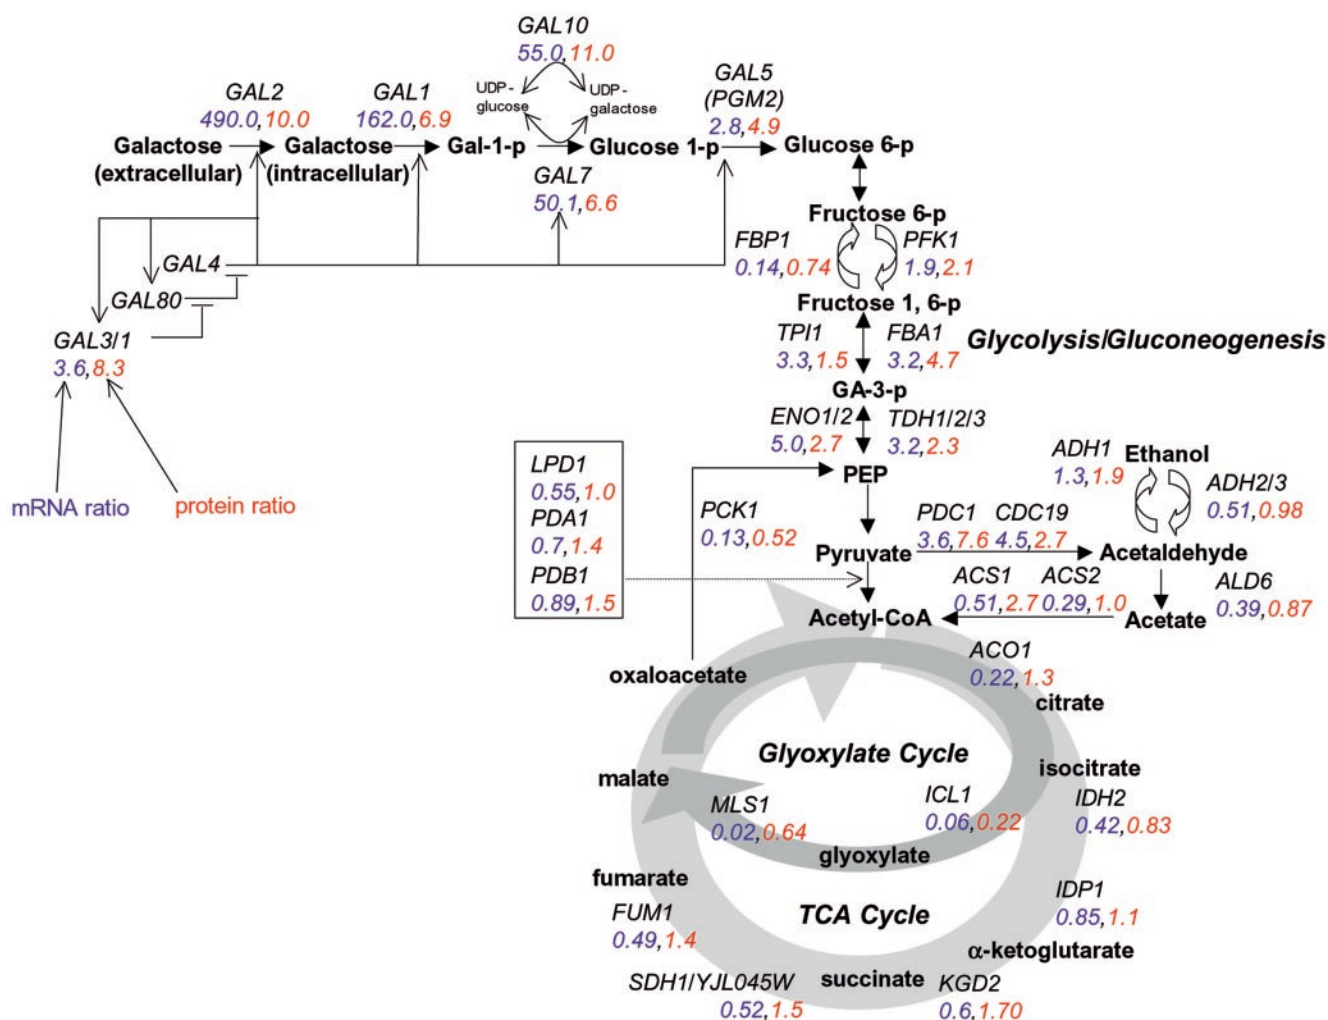 GAL10
55.0,11.0
UDP-
glucose
UDP-
galactose
GAL5
(PGM2)
2.8,4.9
GAL2
490.0,10.0
GAL1
162.0,6.9
Galactose
(extracellular)
Galactose
(intracellular)
Gal-1-p
Glucose 1-p
Glucose 6-p
GAL7
50.1,6.6
Fructose 6-p
FBP1
0.14,0.74
PFK1
1.9,2.1
GAL4
GAL80
GAL3/1
3.6,8.3
mRNA ratio
protein ratio
Fructose 1, 6-p
TPI1
3.3,1.5
FBA1
3.2,4.7
Glycolysis/Gluconeogenesis
GA-3-p
ENO1/2
5.0,2.7
TDH1/2/3
3.2,2.3
LPD1
0.55,1.0
PDA1
0.7,1.4
PDB1
0.89,1.5
PEP
PCK1
0.13,0.52
ADH1
1.3,1.9
Ethanol
ADH2/3
0.51,0.98
PDC1
3.6,7.6
CDC19
4.5,2.7
Pyruvate
Acetaldehyde
ACS1
0.51,2.7
ACS2
0.29,1.0
ALD6
0.39,0.87
Acetyl-CoA
Acetate
oxaloacetate
ACO1
0.22,1.3
citrate
Glyoxylate Cycle
malate
isocitrate
MLS1
0.02,0.64
ICL1
0.06,0.22
IDH2
0.42,0.83
glyoxylate
fumarate
FUM1
0.49,1.4
TCA Cycle
IDP1
0.85,1.1
α-ketoglutarate
SDH1/YJL045W
0.52,1.5
succinate
KGD2
0.6,1.70